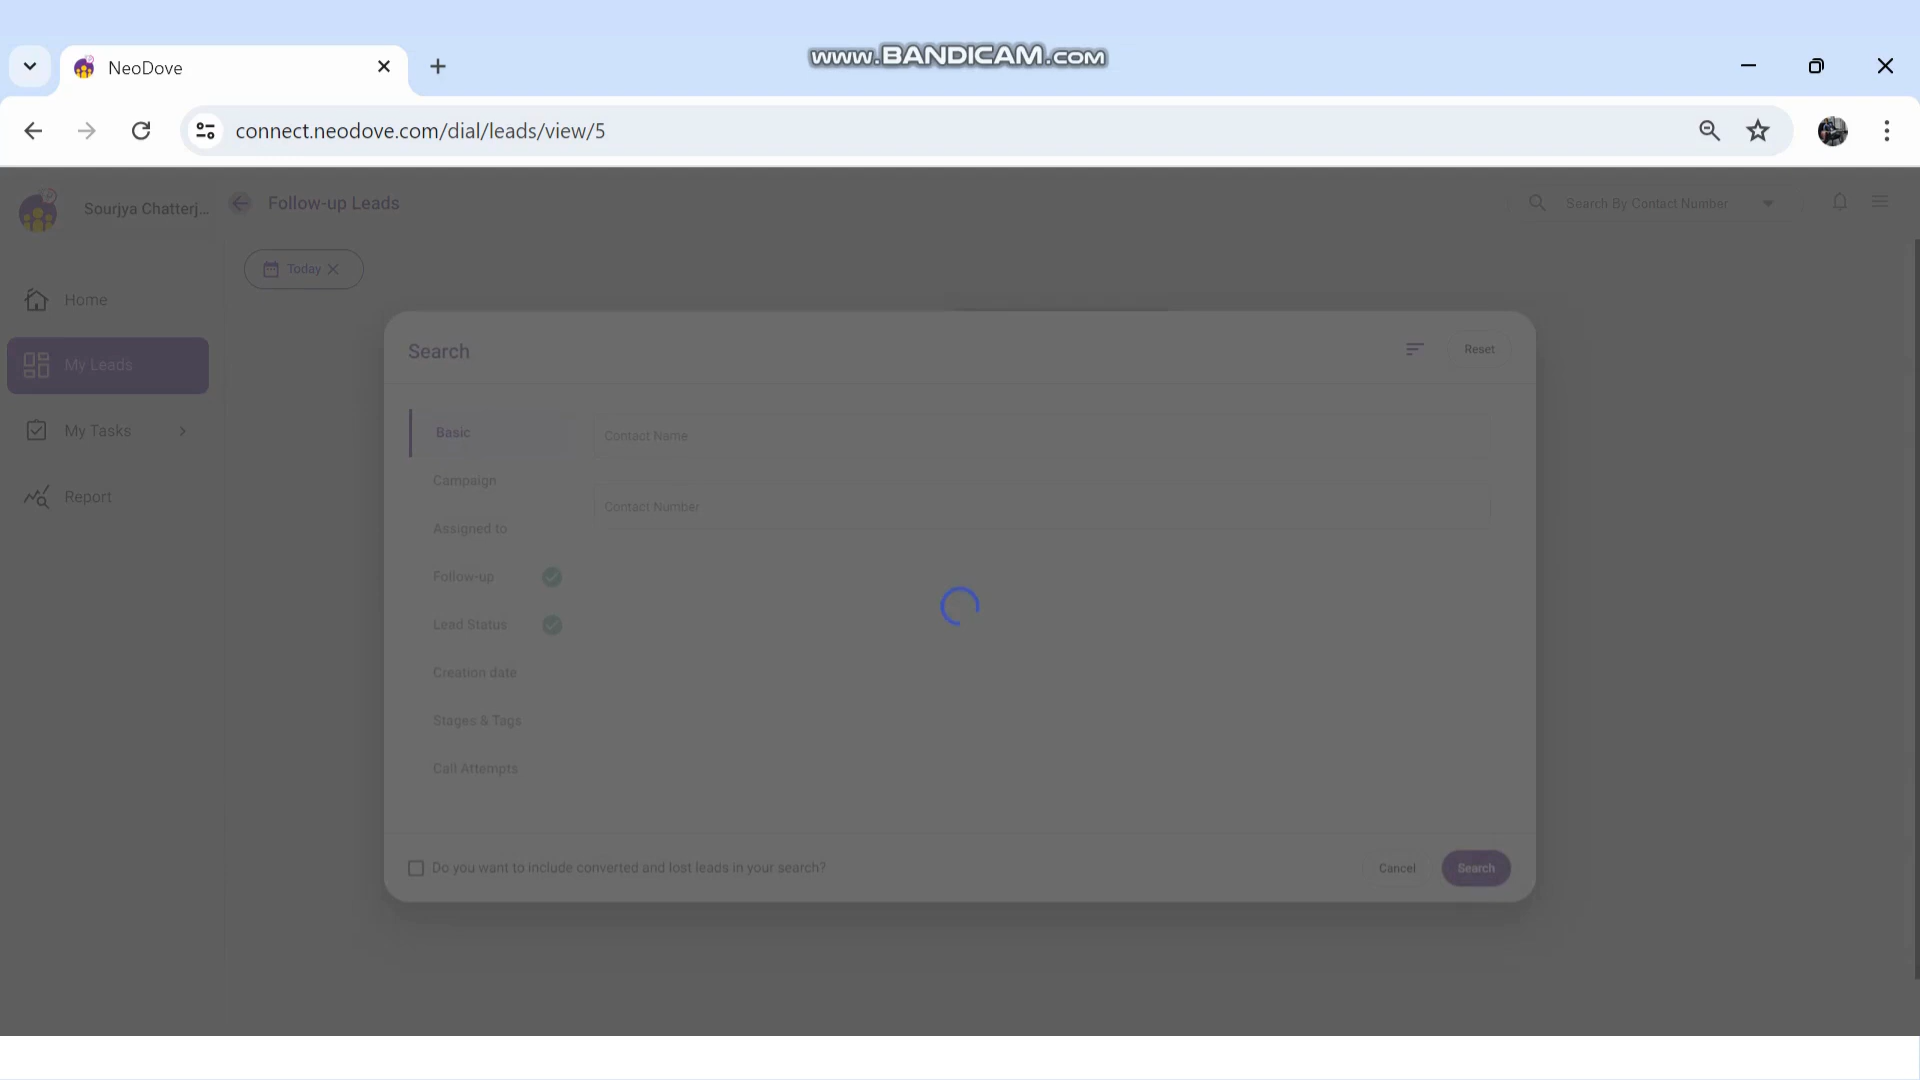 www.BANDICAM.com
NeoDove
connect.neodove.com/dial/leads/view/5
Sourjya Chatterj...
Follow-up Leads
Search By Contact Number
Today
Home
My Leads
My Tasks
Report
Search
Reset
Basic
Contact Name
Campaign
Contact Number
Assigned to
Follow-up
Lead Status
Creation date
Stages & Tags
Call Attempts
Do you want to include converted and lost leads in your search?
Cancel
Search